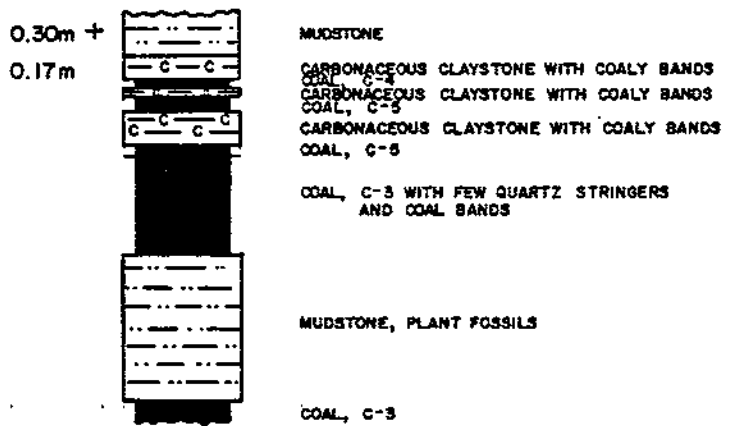 0.30m +
MUDSTONE
0.17m
C C
CARBONACEOUS CLAYSTONE WITH COALY BANDS
COAL, C-4
CARBONACEOUS CLAYSTONE WITH COALY BANDS
COAL, C-5
C C
C C
CARBONACEOUS CLAYSTONE WITH COALY BANDS
COAL, C-5
COAL, C-3 WITH FEW QUARTZ STRINGERS
AND COAL BANDS
MUDSTONE, PLANT FOSSILS
COAL, C-3